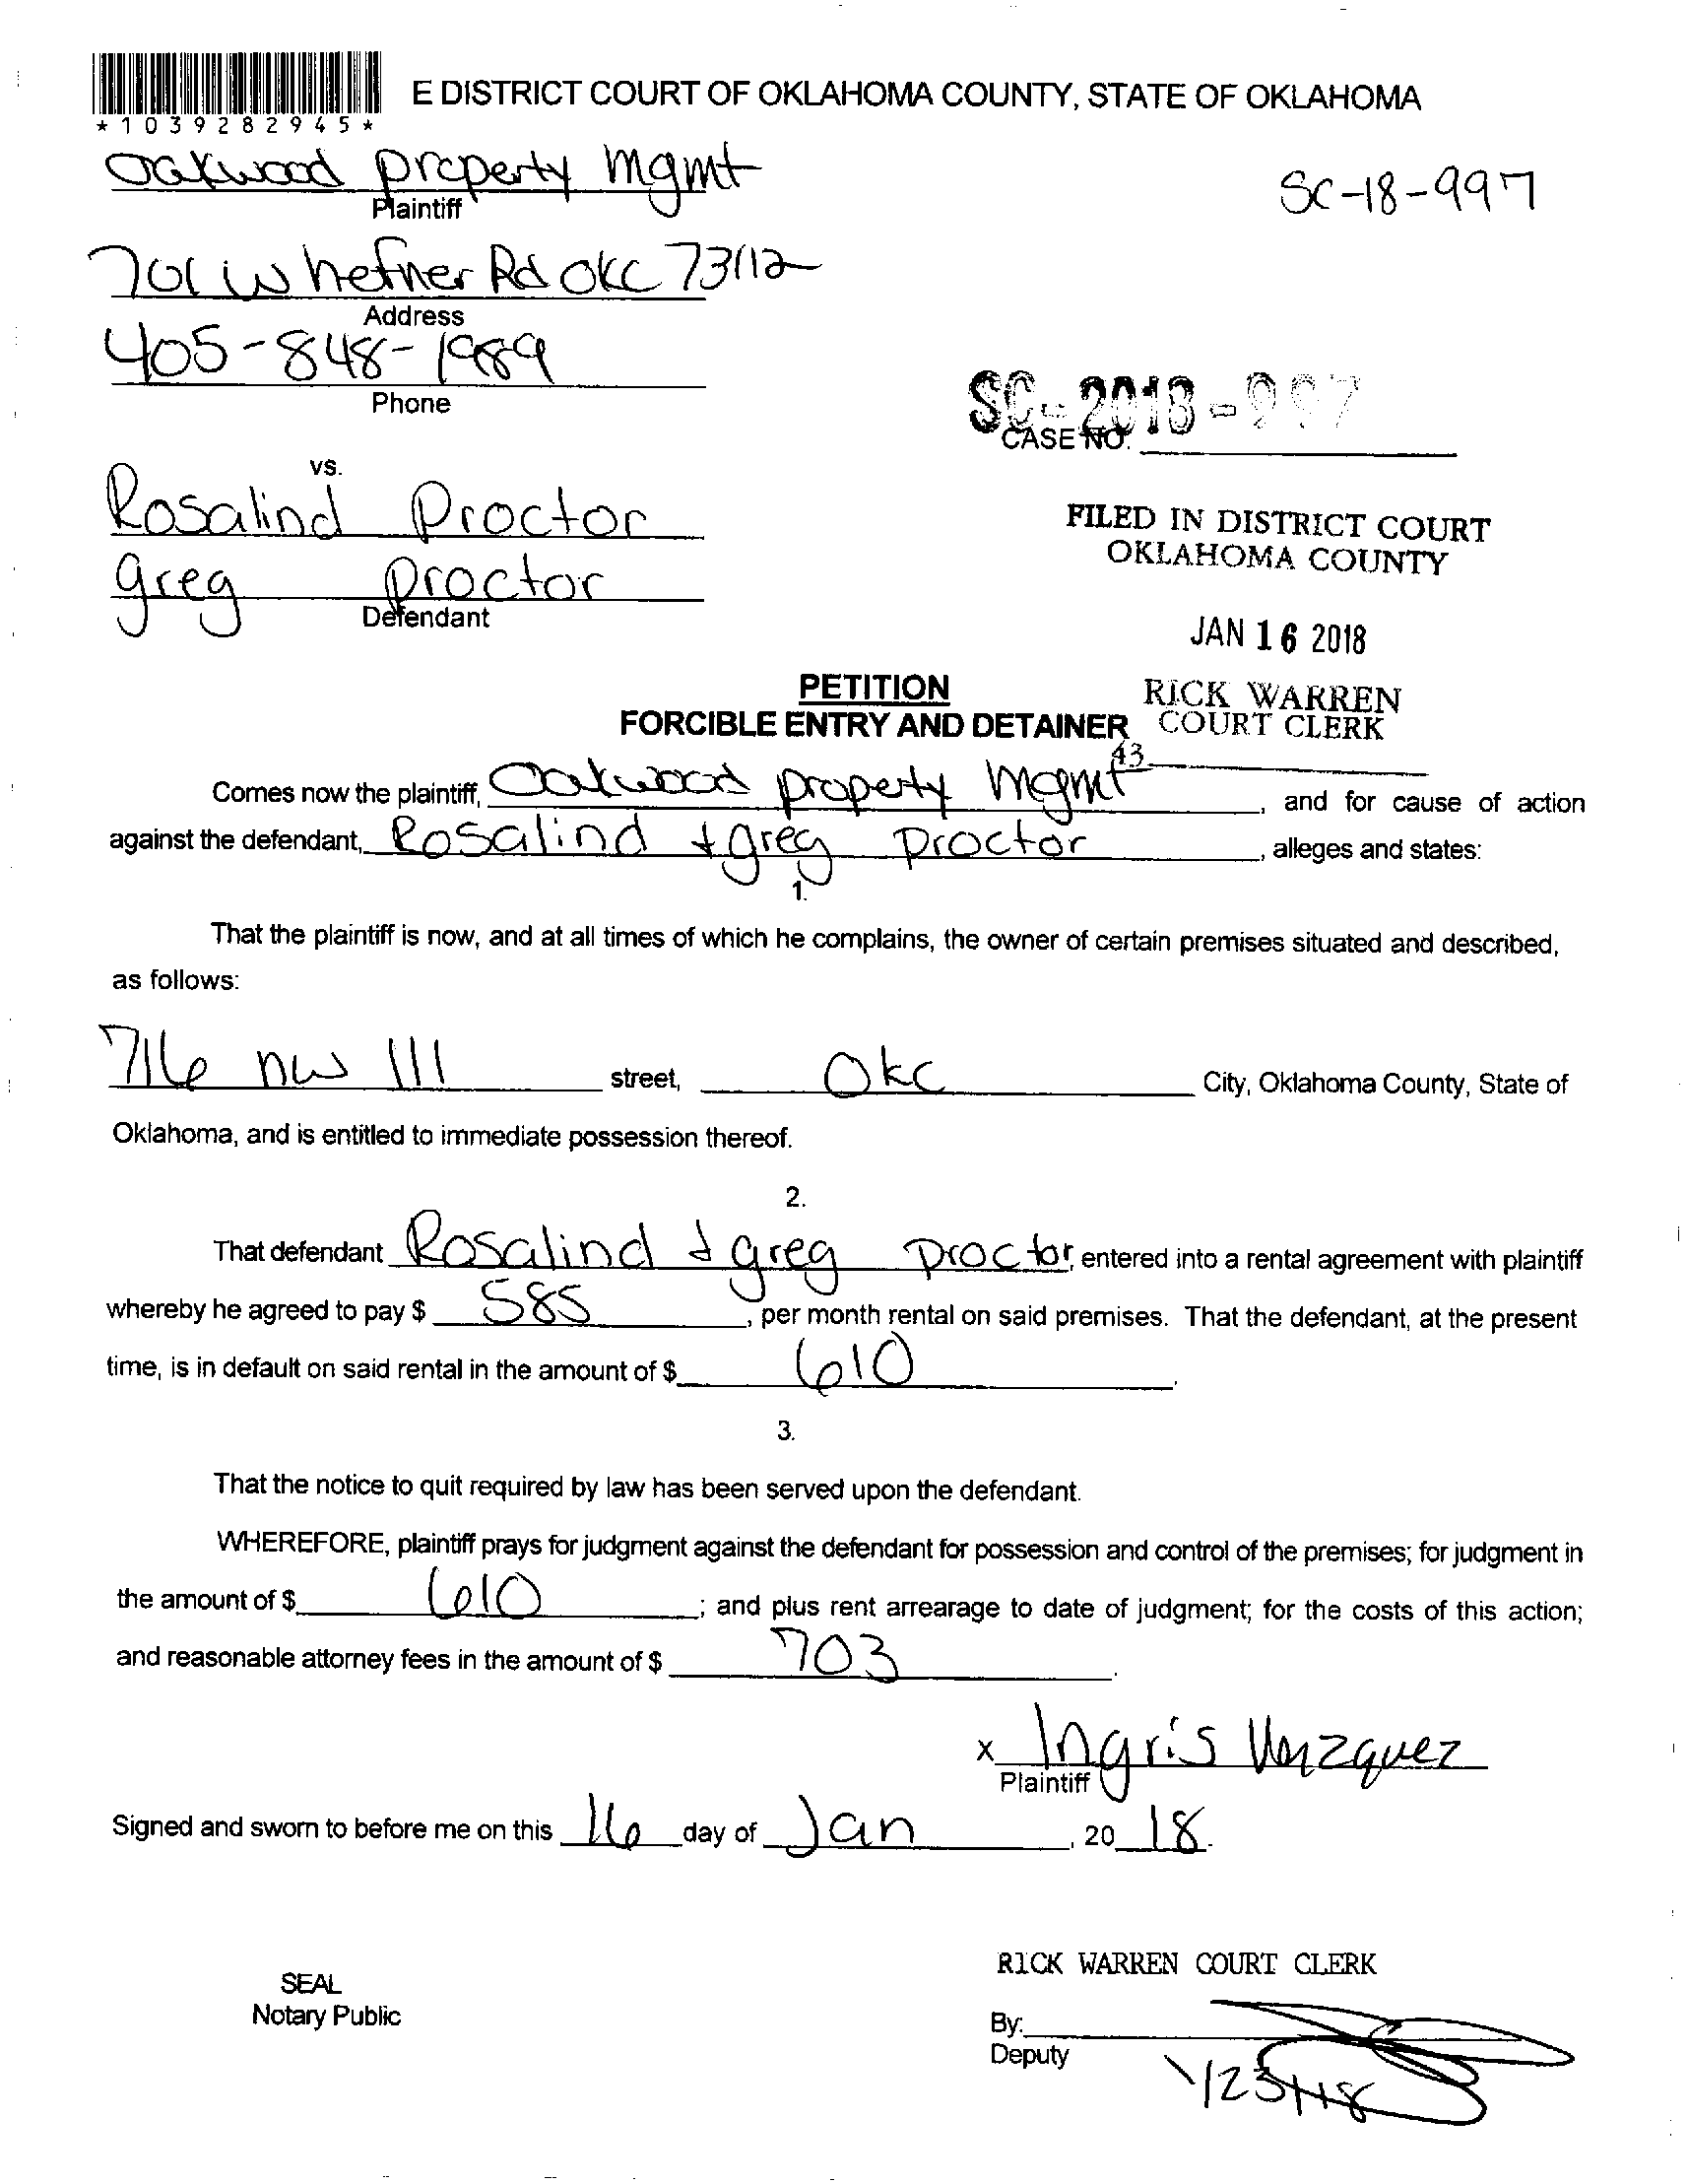 *1039282945*
E DISTRICT COURT OF OKLAHOMA COUNTY, STATE OF OKLAHOMA
Oakwood property mgmt
Plaintiff
SC-18-997
701 W hefner Rd OKC 73112
Address
405-848-1989
Phone
SC-2018-997
CASE NO.
vs.
Rosalind Proctor
greg proctor
Defendant
FILED IN DISTRICT COURT
OKLAHOMA COUNTY
JAN 16 2018
RICK WARREN
COURT CLERK
43
PETITION
FORCIBLE ENTRY AND DETAINER
Comes now the plaintiff, Oakwood property mgmt, and for cause of action
against the defendant, Rosalind + greg Proctor, alleges and states:
1.
That the plaintiff is now, and at all times of which he complains, the owner of certain premises situated and described,
as follows:
716 nw 111 street, Okc City, Oklahoma County, State of
Oklahoma, and is entitled to immediate possession thereof.
2.
That defendant Rosalind + greg Proctor, entered into a rental agreement with plaintiff
whereby he agreed to pay $ 585, per month rental on said premises. That the defendant, at the present
time, is in default on said rental in the amount of $ 610.
3.
That the notice to quit required by law has been served upon the defendant.
WHEREFORE, plaintiff prays for judgment against the defendant for possession and control of the premises; for judgment in
the amount of $ 610; and plus rent arrearage to date of judgment; for the costs of this action;
and reasonable attorney fees in the amount of $ 703.
x Ingris
Plaintiff
Signed and sworn to before me on this 16 day of Jan, 20 18.
SEAL
Notary Public
RICK WARREN COURT CLERK
By:
Deputy